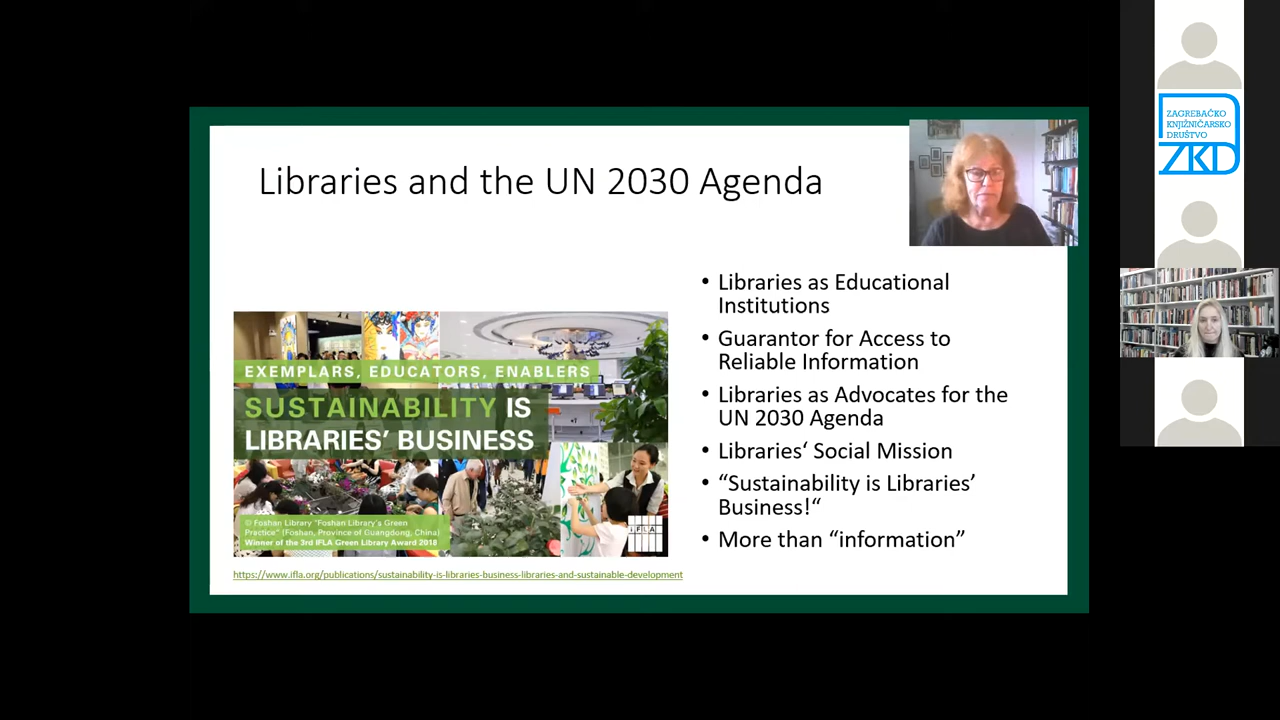 Libraries and the UN 2030 Agenda
EXEMPLARS, EDUCATORS, ENABLERS
SUSTAINABILITY IS
LIBRARIES’ BUSINESS
© Foshan Library "Foshan Library's Green
Practice" (Foshan, Province of Guangdong, China)
Winner of the 3rd IFLA Green Library Award 2018
IFLA
https://www.ifla.org/publications/sustainability-is-libraries-business-libraries-and-sustainable-development
• Libraries as Educational
Institutions
• Guarantor for Access to
Reliable Information
• Libraries as Advocates for the
UN 2030 Agenda
• Libraries‘ Social Mission
• “Sustainability is Libraries’
Business!“
• More than “information”
ZAGREBAČKO
KNJIŽNIČARSKO
DRUŠTVO
ZKD